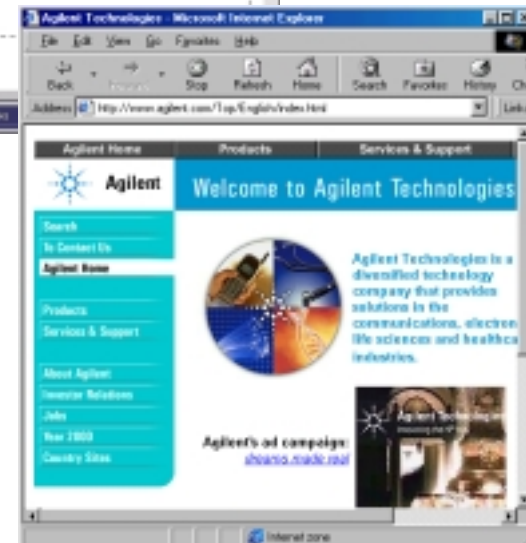 Agilent Technologies - Microsoft Internet Explorer
File Edit View Go Favorites Help
Back Stop Refresh Home Search Favorites History
Address http://www.agilent.com/Top/English/index.html
Agilent Home Products Services & Support
Agilent Welcome to Agilent Technologies
Search
To Contact Us
Agilent Home
Products
Services & Support
About Agilent
Investor Relations
Jobs
Year 2000
Country Sites
Agilent Technologies is a
diversified technology
company that provides
solutions in the
communications, electron
life sciences and healthca
industries.
Agilent Technologies
Agilent's ad campaign:
dreams made real
Internet zone